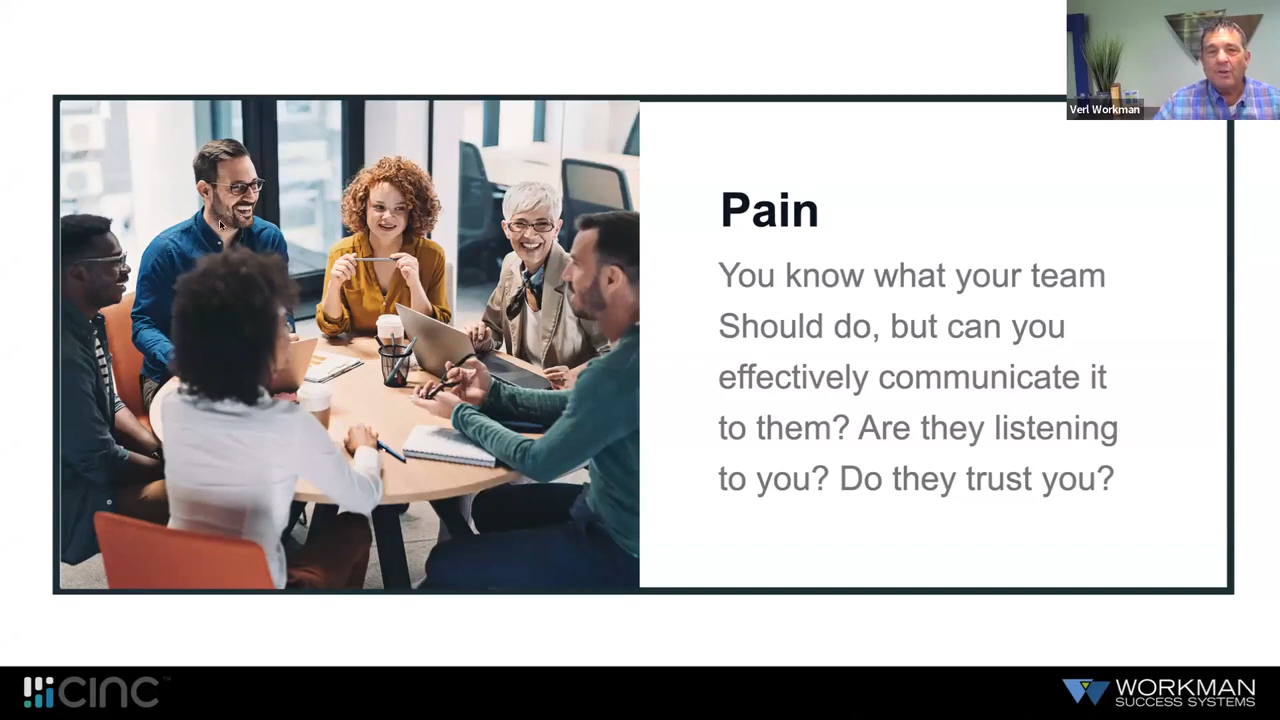 Verl Workman
Pain
You know what your team
Should do, but can you
effectively communicate it
to them? Are they listening
to you? Do they trust you?
CINC™
WORKMAN
SUCCESS SYSTEMS